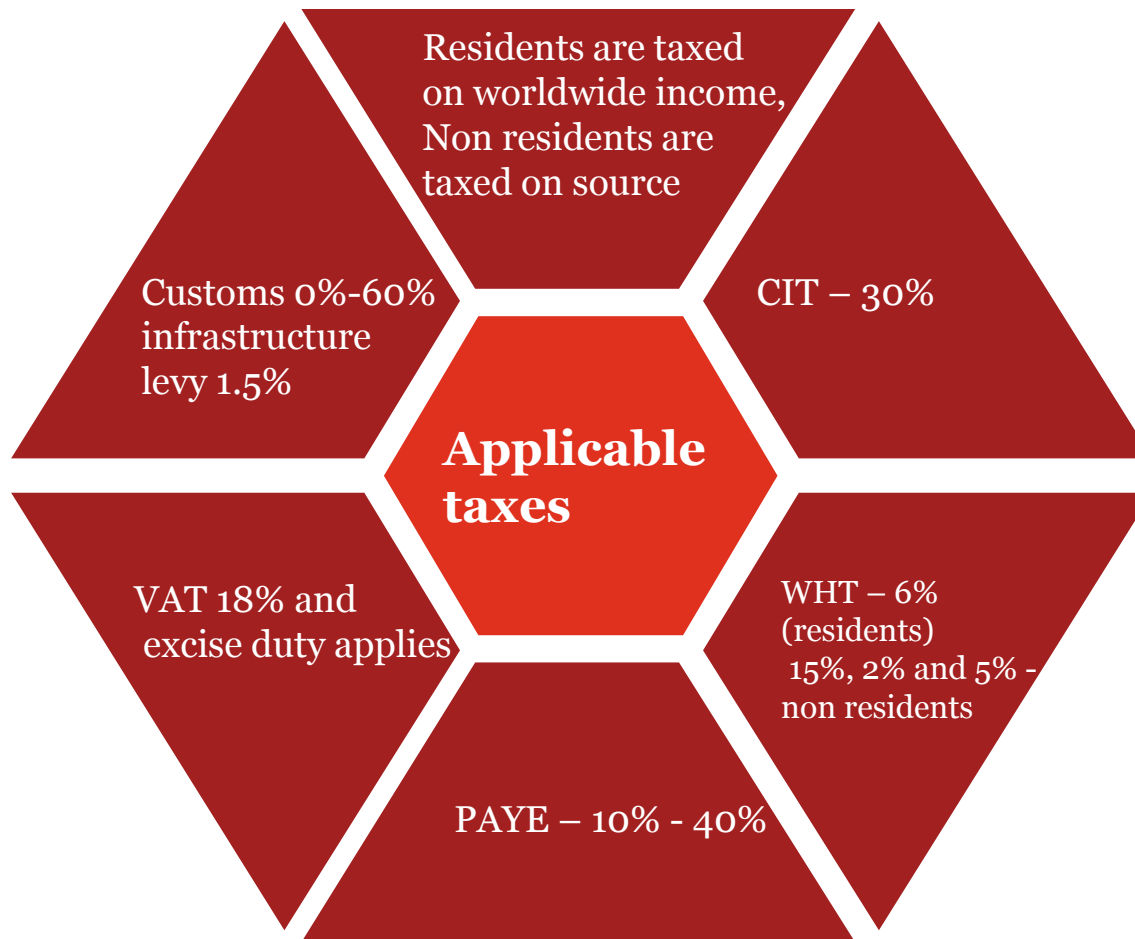 Residents are taxed
on worldwide income,
Non residents are
taxed on source
CIT – 30%
Customs 0%-60%
infrastructure
levy 1.5%
Applicable
taxes
VAT 18% and
excise duty applies
WHT – 6%
(residents)
15%, 2% and 5% -
non residents
PAYE – 10% - 40%